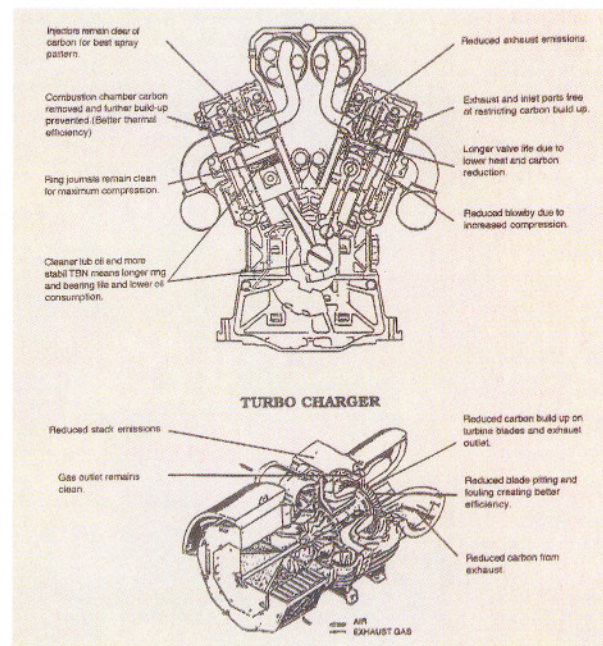 Injectors remain clear of
carbon for best spray
pattern.
Combustion chamber carbon
removed and further build-up
prevented.(Better thermal
efficiency)
Ring journals remain clean
for maximum compression.
Cleaner lub oil and more
stabil TBN means longer ring
and bearing life and lower oil
consumption.
Reduced exhaust emissions.
Exhaust and inlet parts free
of restricting carbon build up.
Longer valve life due to
lower heat and carbon
reduction.
Reduced blowby due to
increased compression.
TURBO CHARGER
Reduced stack emissions
Gas outlet remains
clean.
Reduced carbon build up on
turbine blades and exhaust
outlet.
Reduced blade pitting and
fouling creating better
efficiency.
Reduced carbon from
exhaust.
AIR
EXHAUST GAS